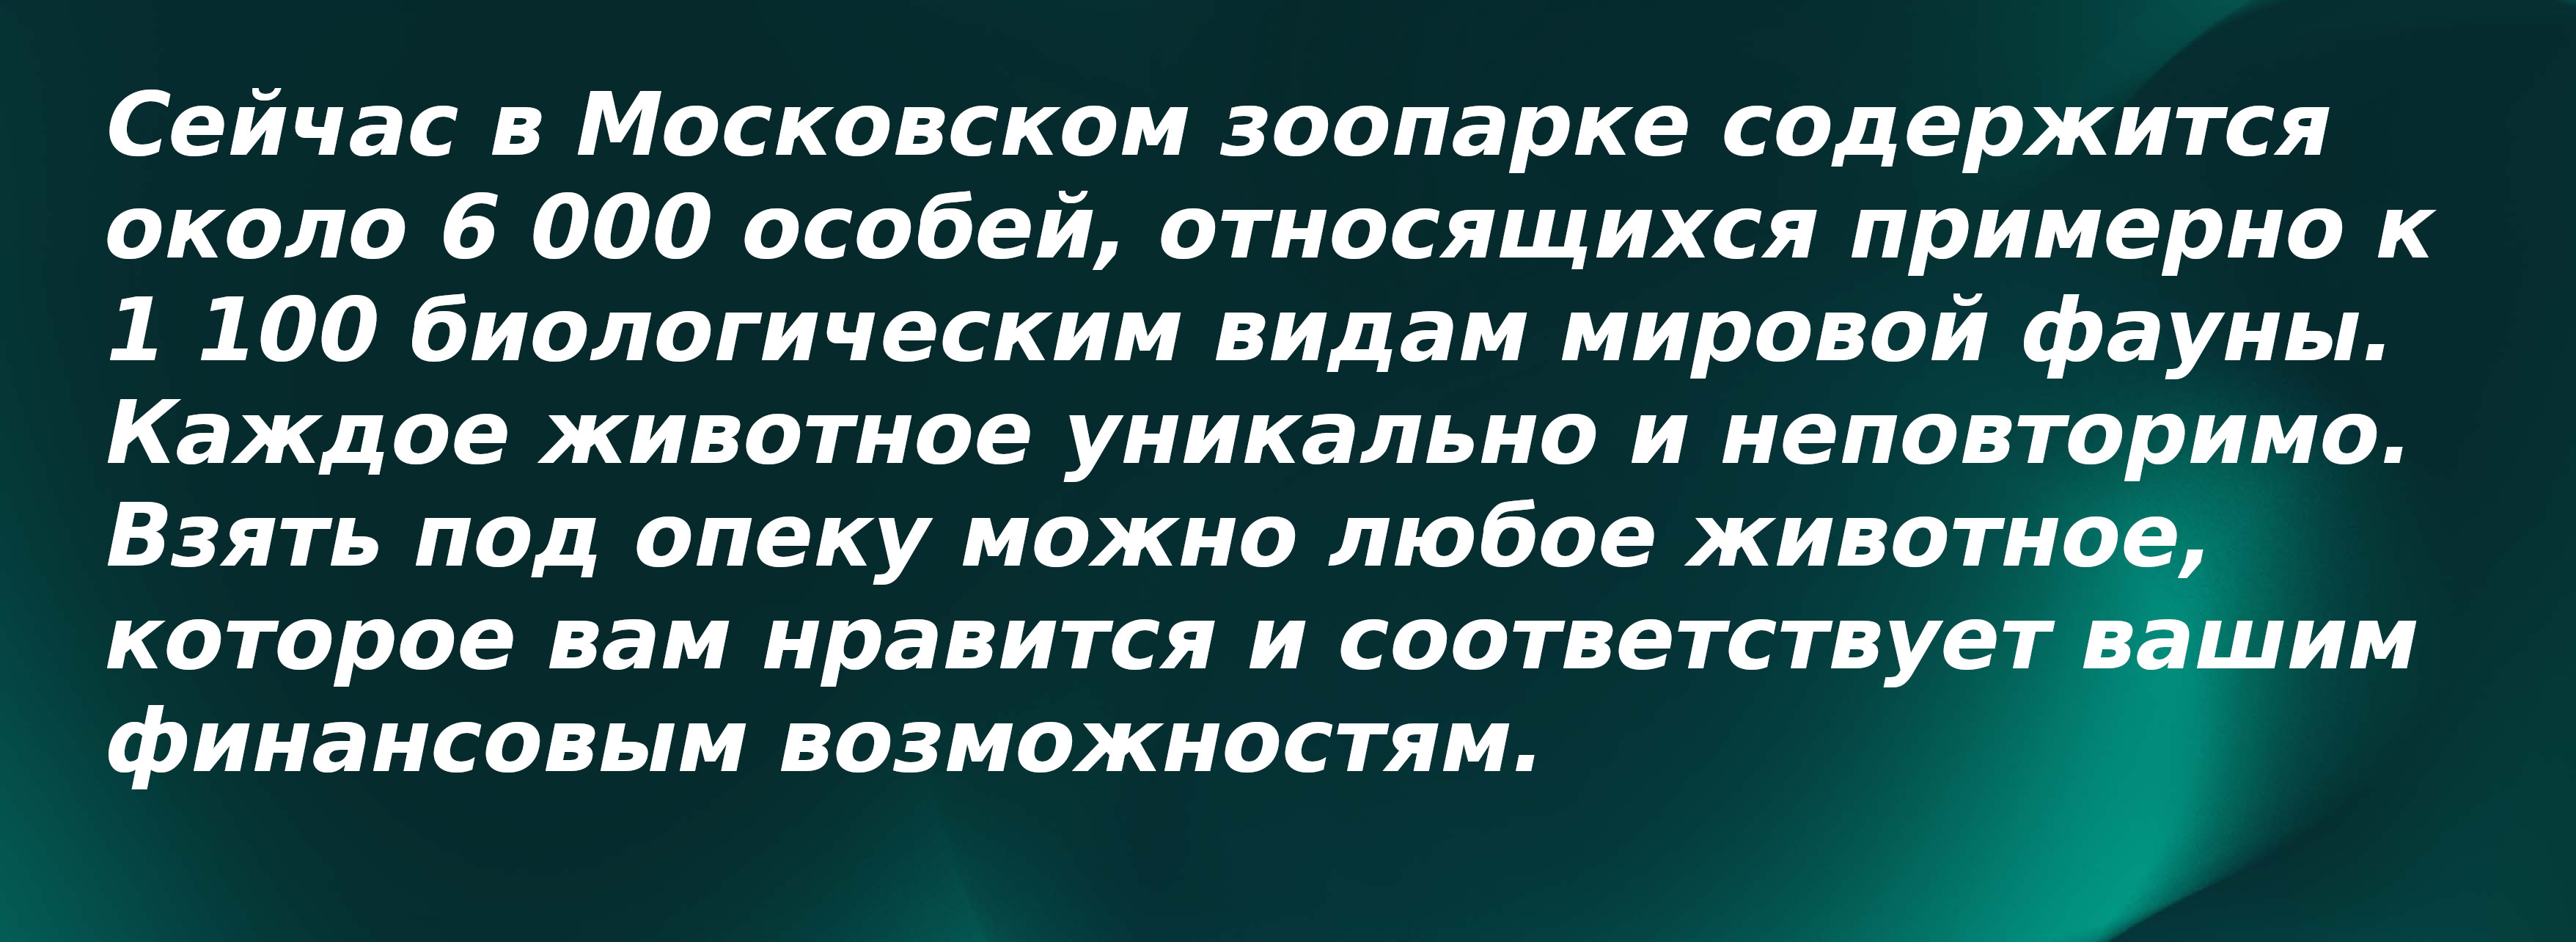 Сейчас в Московском зоопарке содержится
около 6 000 особей, относящихся примерно к
1 100 биологическим видам мировой фауны.
Каждое животное уникально и неповторимо.
Взять под опеку можно любое животное,
которое вам нравится и соответствует вашим
финансовым возможностям.